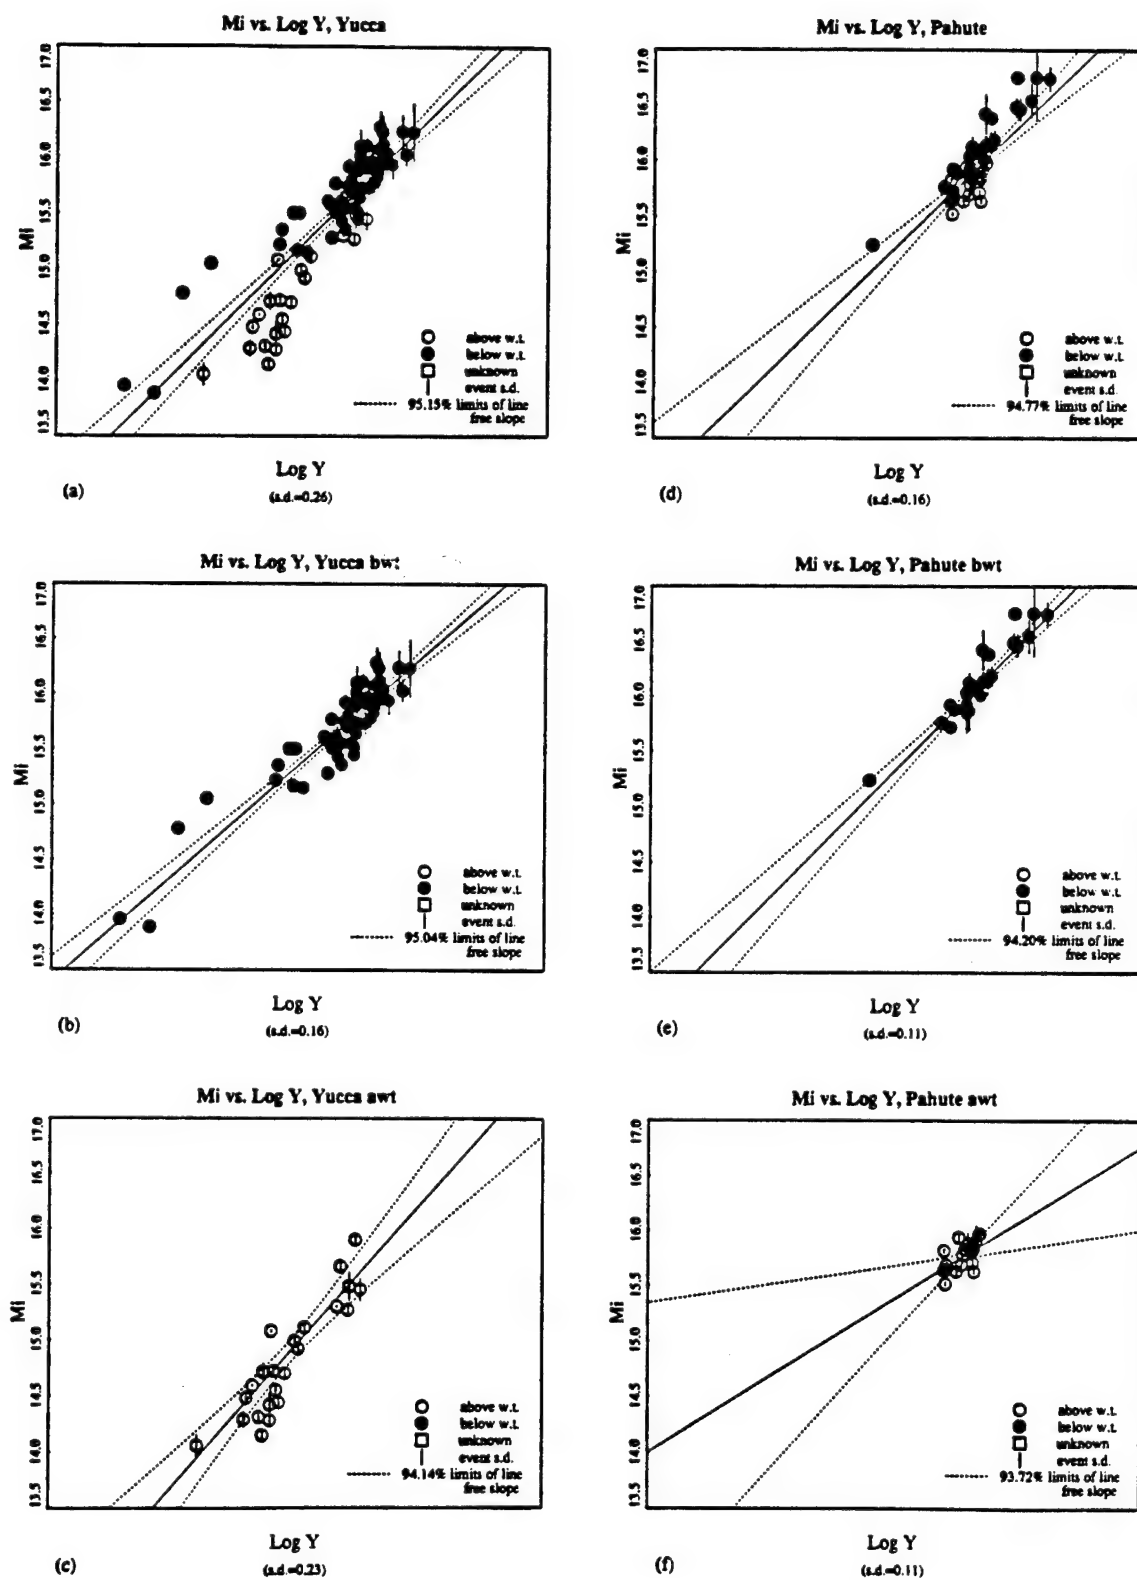 Mi vs. Log Y, Yucca
17.0
16.5
16.0
15.5
15.0
14.5
14.0
13.5
Mi
above w.t.
below w.t.
unknown
event s.d.
95.15% limits of line
free slope
Log Y
(s.d.=0.26)
(a)
Mi vs. Log Y, Pahute
17.0
16.5
16.0
15.5
15.0
14.5
14.0
13.5
Mi
above w.t.
below w.t.
unknown
event s.d.
94.77% limits of line
free slope
Log Y
(s.d.=0.16)
(d)
Mi vs. Log Y, Yucca bwt
17.0
16.5
16.0
15.5
15.0
14.5
14.0
13.5
Mi
above w.t.
below w.t.
unknown
event s.d.
95.04% limits of line
free slope
Log Y
(s.d.=0.16)
(b)
Mi vs. Log Y, Pahute bwt
17.0
16.5
16.0
15.5
15.0
14.5
14.0
13.5
Mi
above w.t.
below w.t.
unknown
event s.d.
94.20% limits of line
free slope
Log Y
(s.d.=0.11)
(e)
Mi vs. Log Y, Yucca awt
17.0
16.5
16.0
15.5
15.0
14.5
14.0
13.5
Mi
above w.t.
below w.t.
unknown
event s.d.
94.14% limits of line
free slope
Log Y
(s.d.=0.23)
(c)
Mi vs. Log Y, Pahute awt
17.0
16.5
16.0
15.5
15.0
14.5
14.0
13.5
Mi
above w.t.
below w.t.
unknown
event s.d.
93.72% limits of line
free slope
Log Y
(s.d.=0.11)
(f)